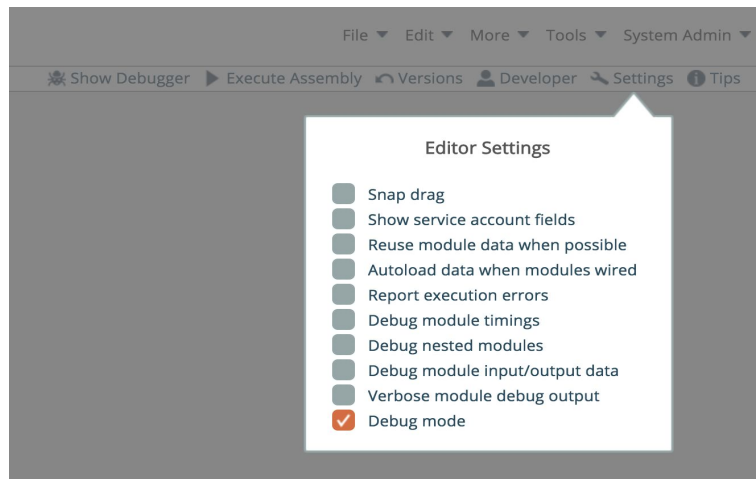 File Edit More Tools System Admin
Show Debugger Execute Assembly Versions Developer Settings Tips
Editor Settings
Snap drag
Show service account fields
Reuse module data when possible
Autoload data when modules wired
Report execution errors
Debug module timings
Debug nested modules
Debug module input/output data
Verbose module debug output
Debug mode